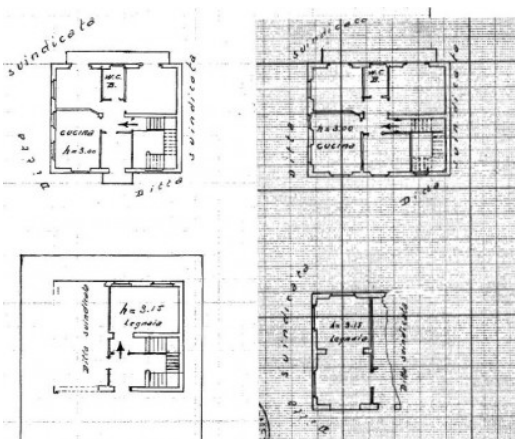 suindicata
W.C.
B.
suindicata
cucina
h = 3.00
Ditta
Ditta
suindicata
W.C.
B.
suindicata
h = 3.00
cucina
Ditta
Ditta
h = 3.15
legnaia
Ditta suindicata
suindicata
h = 3.15
legnaia
Ditta suindicata